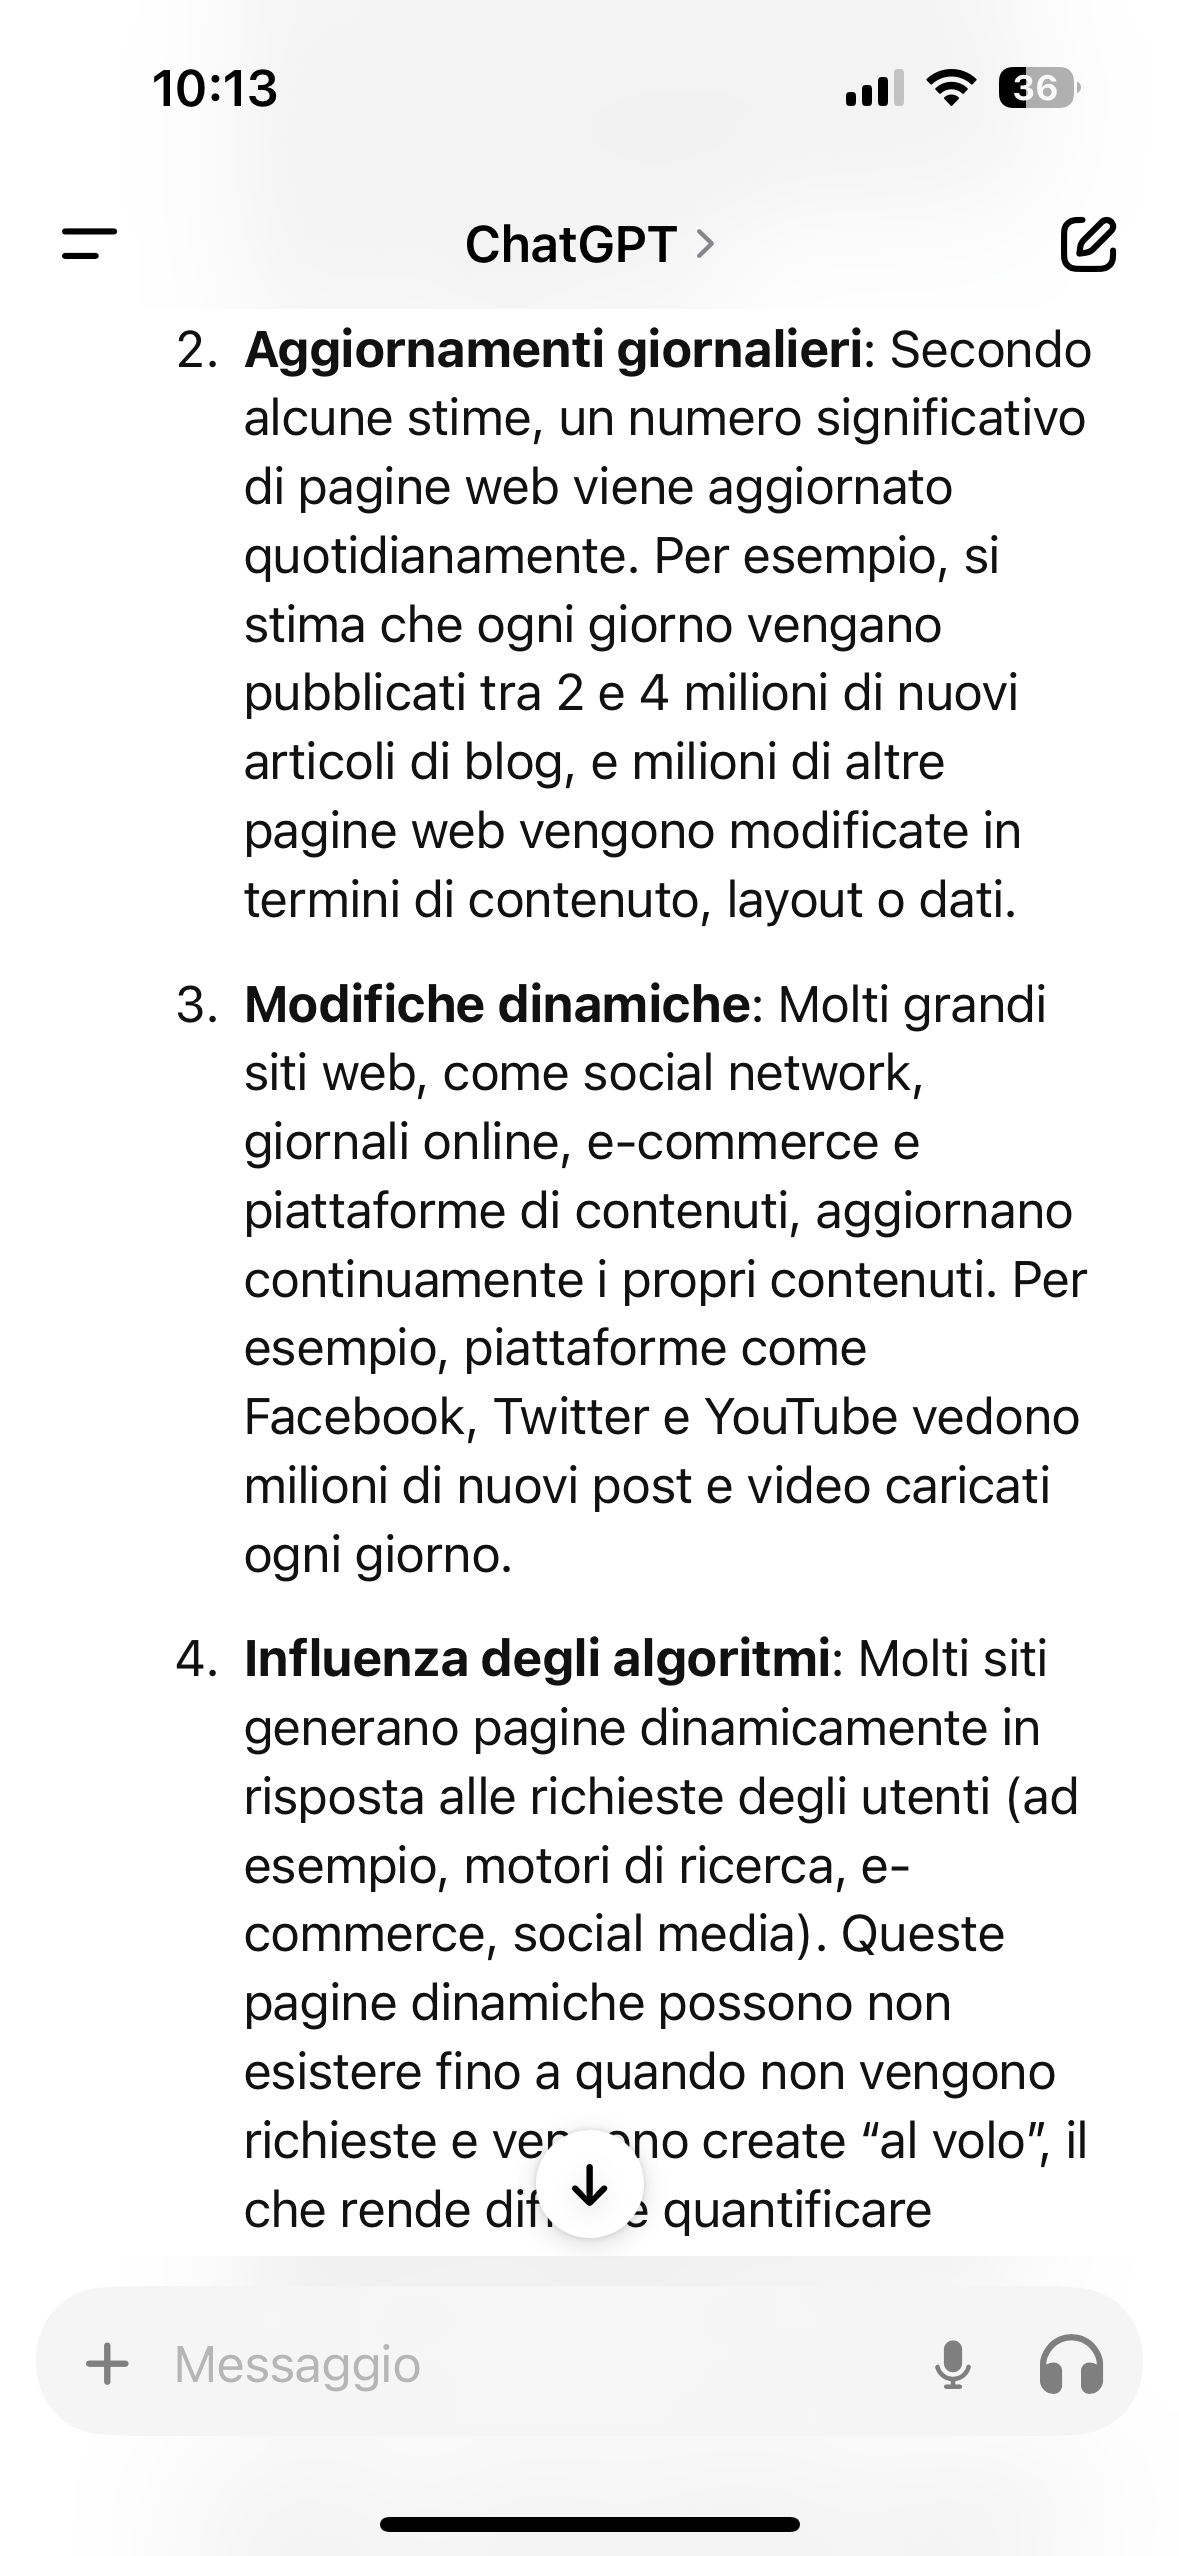 10:13
36
ChatGPT
2. Aggiornamenti giornalieri: Secondo
alcune stime, un numero significativo
di pagine web viene aggiornato
quotidianamente. Per esempio, si
stima che ogni giorno vengano
pubblicati tra 2 e 4 milioni di nuovi
articoli di blog, e milioni di altre
pagine web vengono modificate in
termini di contenuto, layout o dati.
3. Modifiche dinamiche: Molti grandi
siti web, come social network,
giornali online, e-commerce e
piattaforme di contenuti, aggiornano
continuamente i propri contenuti. Per
esempio, piattaforme come
Facebook, Twitter e YouTube vedono
milioni di nuovi post e video caricati
ogni giorno.
4. Influenza degli algoritmi: Molti siti
generano pagine dinamicamente in
risposta alle richieste degli utenti (ad
esempio, motori di ricerca, e-
commerce, social media). Queste
pagine dinamiche possono non
esistere fino a quando non vengono
richieste e create “al volo”, il
che rende quantificare
Messaggio